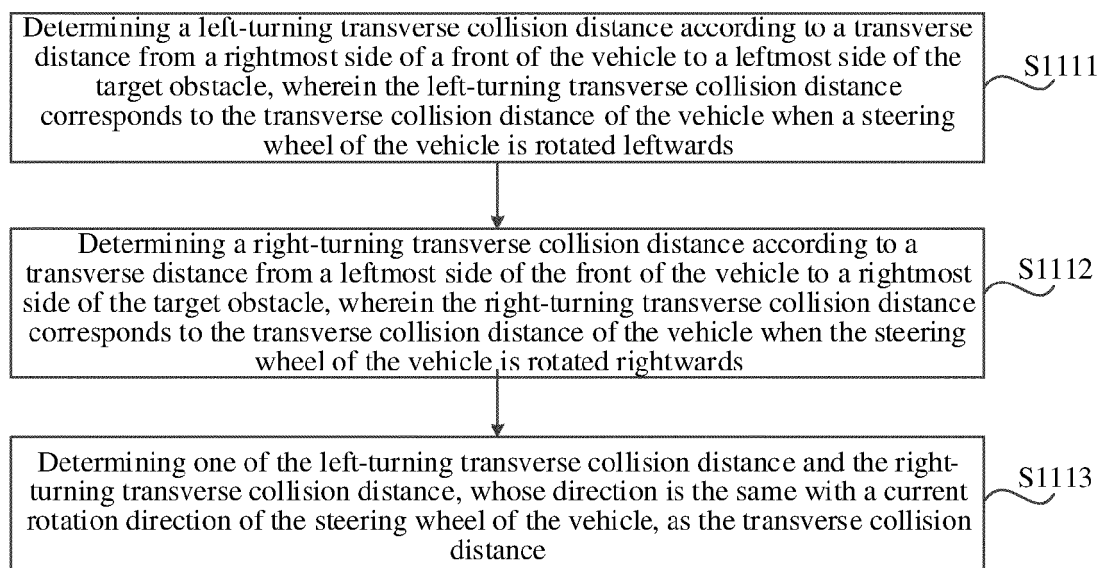 Determining a left-turning transverse collision distance according to a transverse
distance from a rightmost side of a front of the vehicle to a leftmost side of the
target obstacle, wherein the left-turning transverse collision distance
corresponds to the transverse collision distance of the vehicle when a steering
wheel of the vehicle is rotated leftwards
S1111
Determining a right-turning transverse collision distance according to a
transverse distance from a leftmost side of the front of the vehicle to a rightmost
side of the target obstacle, wherein the right-turning transverse collision distance
corresponds to the transverse collision distance of the vehicle when the steering
wheel of the vehicle is rotated rightwards
S1112
Determining one of the left-turning transverse collision distance and the right-
turning transverse collision distance, whose direction is the same with a current
rotation direction of the steering wheel of the vehicle, as the transverse collision
distance
S1113